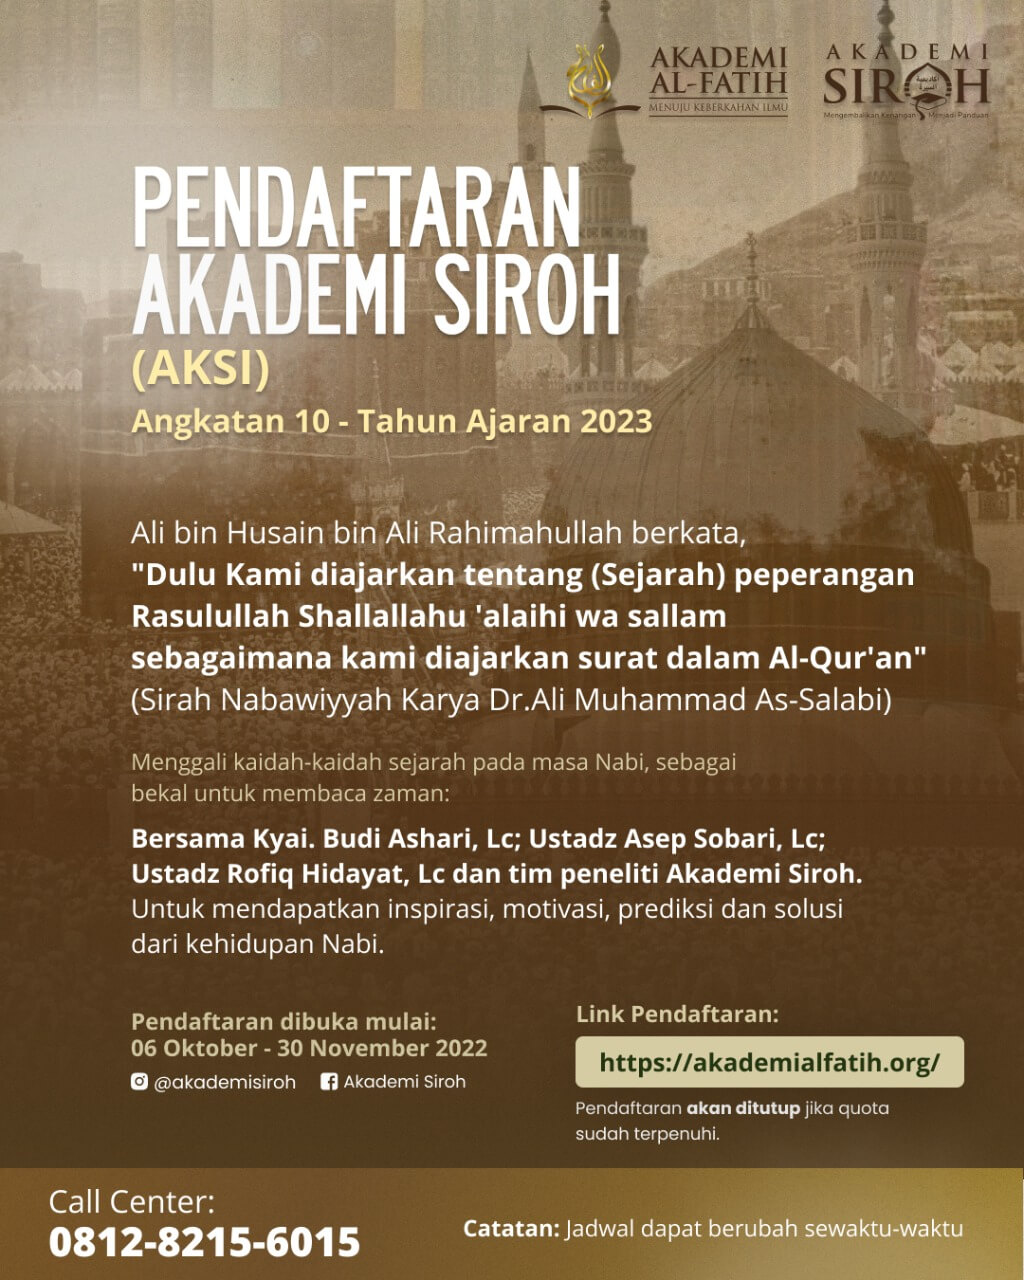 AKADEMI
AL-FATIH
MENUJU KEBERKAHAN ILMU
AKADEMI
SIROH
أكاديمية
السيرة
Mengembalikan Kenangan Menjadi Panduan
PENDAFTARAN
AKADEMI SIROH
(AKSI)
Angkatan 10 - Tahun Ajaran 2023
Ali bin Husain bin Ali Rahimahullah berkata,
"Dulu Kami diajarkan tentang (Sejarah) peperangan
Rasulullah Shallallahu 'alaihi wa sallam
sebagaimana kami diajarkan surat dalam Al-Qur'an"
(Sirah Nabawiyyah Karya Dr.Ali Muhammad As-Salabi)
Menggali kaidah-kaidah sejarah pada masa Nabi, sebagai
bekal untuk membaca zaman:
Bersama Kyai. Budi Ashari, Lc; Ustadz Asep Sobari, Lc;
Ustadz Rofiq Hidayat, Lc dan tim peneliti Akademi Siroh.
Untuk mendapatkan inspirasi, motivasi, prediksi dan solusi
dari kehidupan Nabi.
Pendaftaran dibuka mulai:
06 Oktober - 30 November 2022
@akademisiroh Akademi Siroh
Link Pendaftaran:
https://akademialfatih.org/
Pendaftaran akan ditutup jika quota
sudah terpenuhi.
Call Center:
0812-8215-6015
Catatan: Jadwal dapat berubah sewaktu-waktu